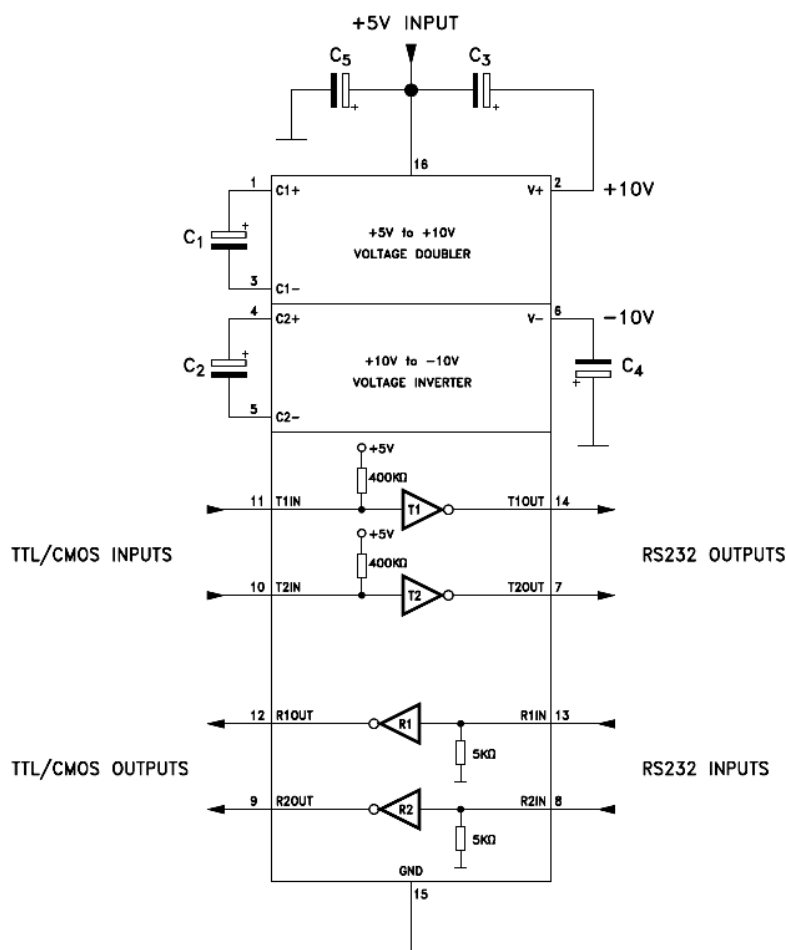 +5V INPUT
C5 C3
+ +
16
1 C1+ V+ 2 +10V
+5V to +10V
VOLTAGE DOUBLER
C1 +
3 C1-
4 C2+ V- 6 -10V
+10V to -10V
VOLTAGE INVERTER
C2 + + C4
5 C2-
+5V
400KΩ
11 T1IN T1 T1OUT 14
+5V
TTL/CMOS INPUTS RS232 OUTPUTS
400KΩ
10 T2IN T2 T2OUT 7
12 R1OUT R1 R1IN 13
5KΩ
TTL/CMOS OUTPUTS RS232 INPUTS
9 R2OUT R2 R2IN 8
5KΩ
GND
15